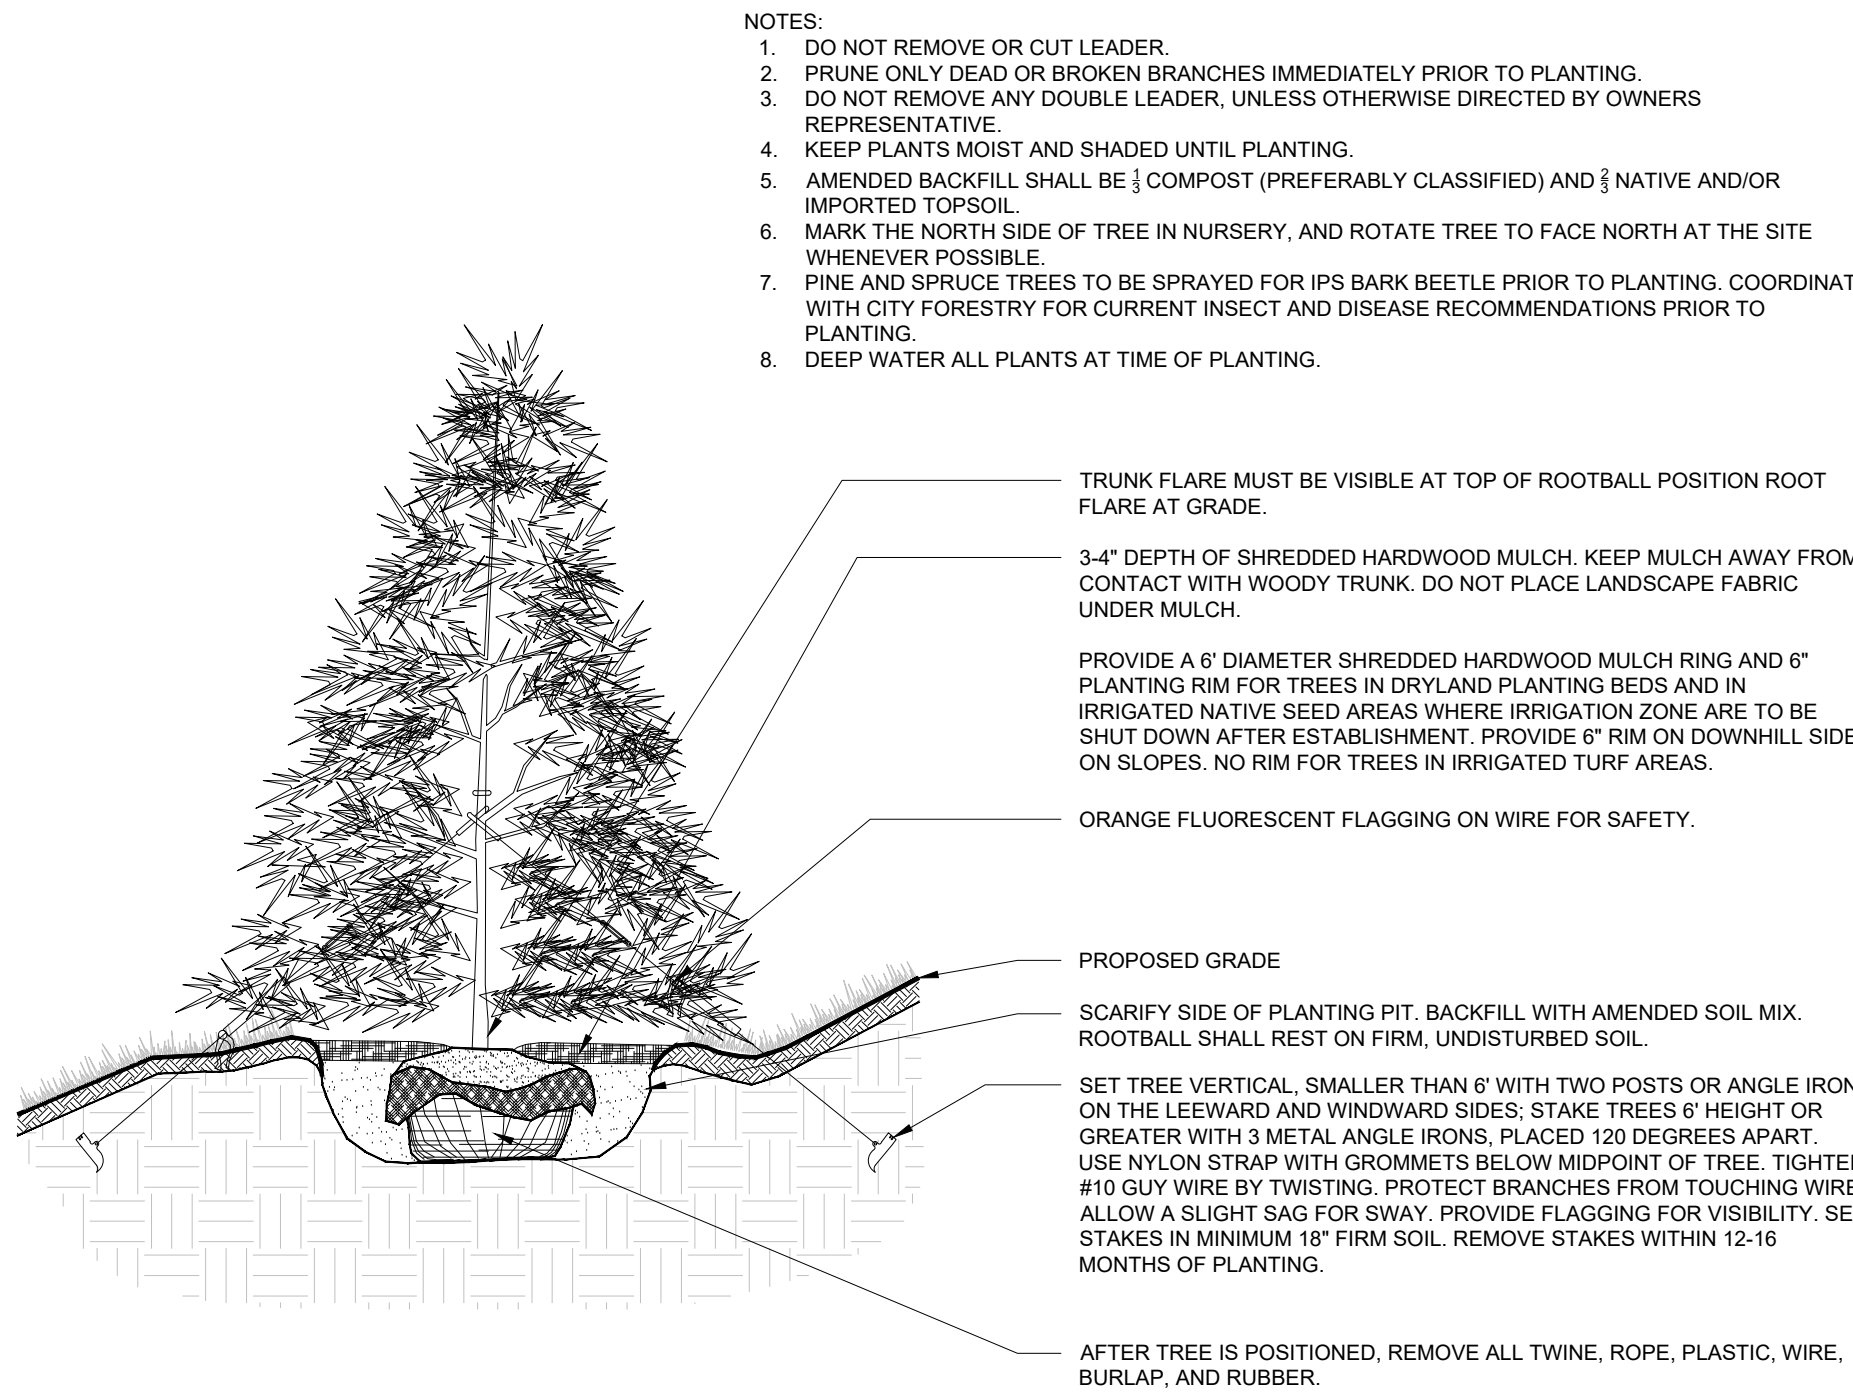 NOTES:
1. DO NOT REMOVE OR CUT LEADER.
2. PRUNE ONLY DEAD OR BROKEN BRANCHES IMMEDIATELY PRIOR TO PLANTING.
3. DO NOT REMOVE ANY DOUBLE LEADER, UNLESS OTHERWISE DIRECTED BY OWNERS
REPRESENTATIVE.
4. KEEP PLANTS MOIST AND SHADED UNTIL PLANTING.
5. AMENDED BACKFILL SHALL BE 1/3 COMPOST (PREFERABLY CLASSIFIED) AND 2/3 NATIVE AND/OR
IMPORTED TOPSOIL.
6. MARK THE NORTH SIDE OF TREE IN NURSERY, AND ROTATE TREE TO FACE NORTH AT THE SITE
WHENEVER POSSIBLE.
7. PINE AND SPRUCE TREES TO BE SPRAYED FOR IPS BARK BEETLE PRIOR TO PLANTING. COORDINAT
WITH CITY FORESTRY FOR CURRENT INSECT AND DISEASE RECOMMENDATIONS PRIOR TO
PLANTING.
8. DEEP WATER ALL PLANTS AT TIME OF PLANTING.
TRUNK FLARE MUST BE VISIBLE AT TOP OF ROOTBALL POSITION ROOT
FLARE AT GRADE.
3-4" DEPTH OF SHREDDED HARDWOOD MULCH. KEEP MULCH AWAY FROM
CONTACT WITH WOODY TRUNK. DO NOT PLACE LANDSCAPE FABRIC
UNDER MULCH.
PROVIDE A 6' DIAMETER SHREDDED HARDWOOD MULCH RING AND 6"
PLANTING RIM FOR TREES IN DRYLAND PLANTING BEDS AND IN
IRRIGATED NATIVE SEED AREAS WHERE IRRIGATION ZONE ARE TO BE
SHUT DOWN AFTER ESTABLISHMENT. PROVIDE 6" RIM ON DOWNHILL SIDE
ON SLOPES. NO RIM FOR TREES IN IRRIGATED TURF AREAS.
ORANGE FLUORESCENT FLAGGING ON WIRE FOR SAFETY.
PROPOSED GRADE
SCARIFY SIDE OF PLANTING PIT. BACKFILL WITH AMENDED SOIL MIX.
ROOTBALL SHALL REST ON FIRM, UNDISTURBED SOIL.
SET TREE VERTICAL, SMALLER THAN 6' WITH TWO POSTS OR ANGLE IRON
ON THE LEEWARD AND WINDWARD SIDES; STAKE TREES 6' HEIGHT OR
GREATER WITH 3 METAL ANGLE IRONS, PLACED 120 DEGREES APART.
USE NYLON STRAP WITH GROMMETS BELOW MIDPOINT OF TREE. TIGHTE
#10 GUY WIRE BY TWISTING. PROTECT BRANCHES FROM TOUCHING WIRE
ALLOW A SLIGHT SAG FOR SWAY. PROVIDE FLAGGING FOR VISIBILITY. SE
STAKES IN MINIMUM 18" FIRM SOIL. REMOVE STAKES WITHIN 12-16
MONTHS OF PLANTING.
AFTER TREE IS POSITIONED, REMOVE ALL TWINE, ROPE, PLASTIC, WIRE,
BURLAP, AND RUBBER.